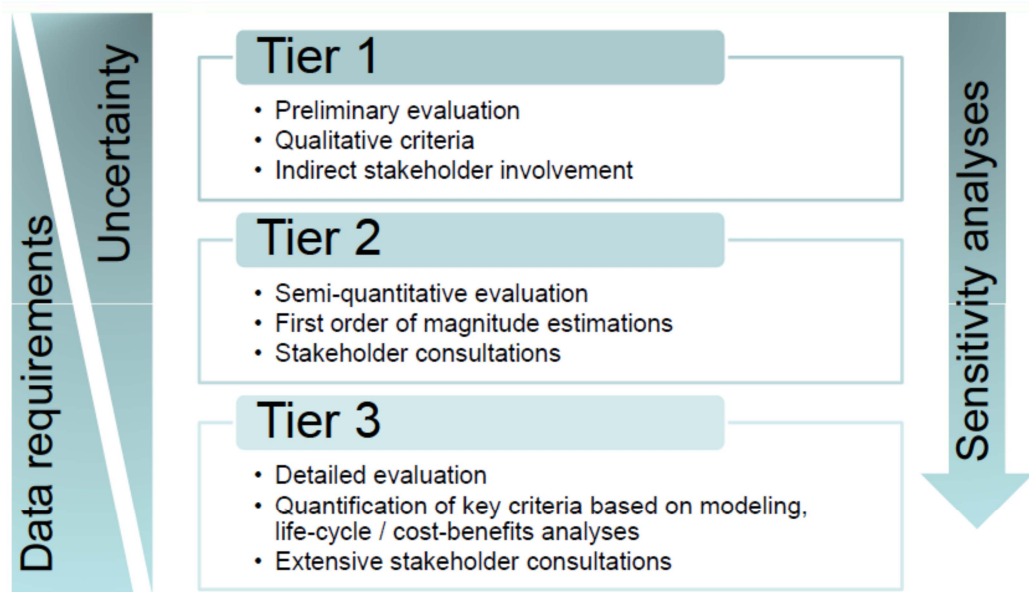 Uncertainty
Data requirements
Tier 1
• Preliminary evaluation
• Qualitative criteria
• Indirect stakeholder involvement
Tier 2
• Semi-quantitative evaluation
• First order of magnitude estimations
• Stakeholder consultations
Tier 3
• Detailed evaluation
• Quantification of key criteria based on modeling,
life-cycle / cost-benefits analyses
• Extensive stakeholder consultations
Sensitivity analyses